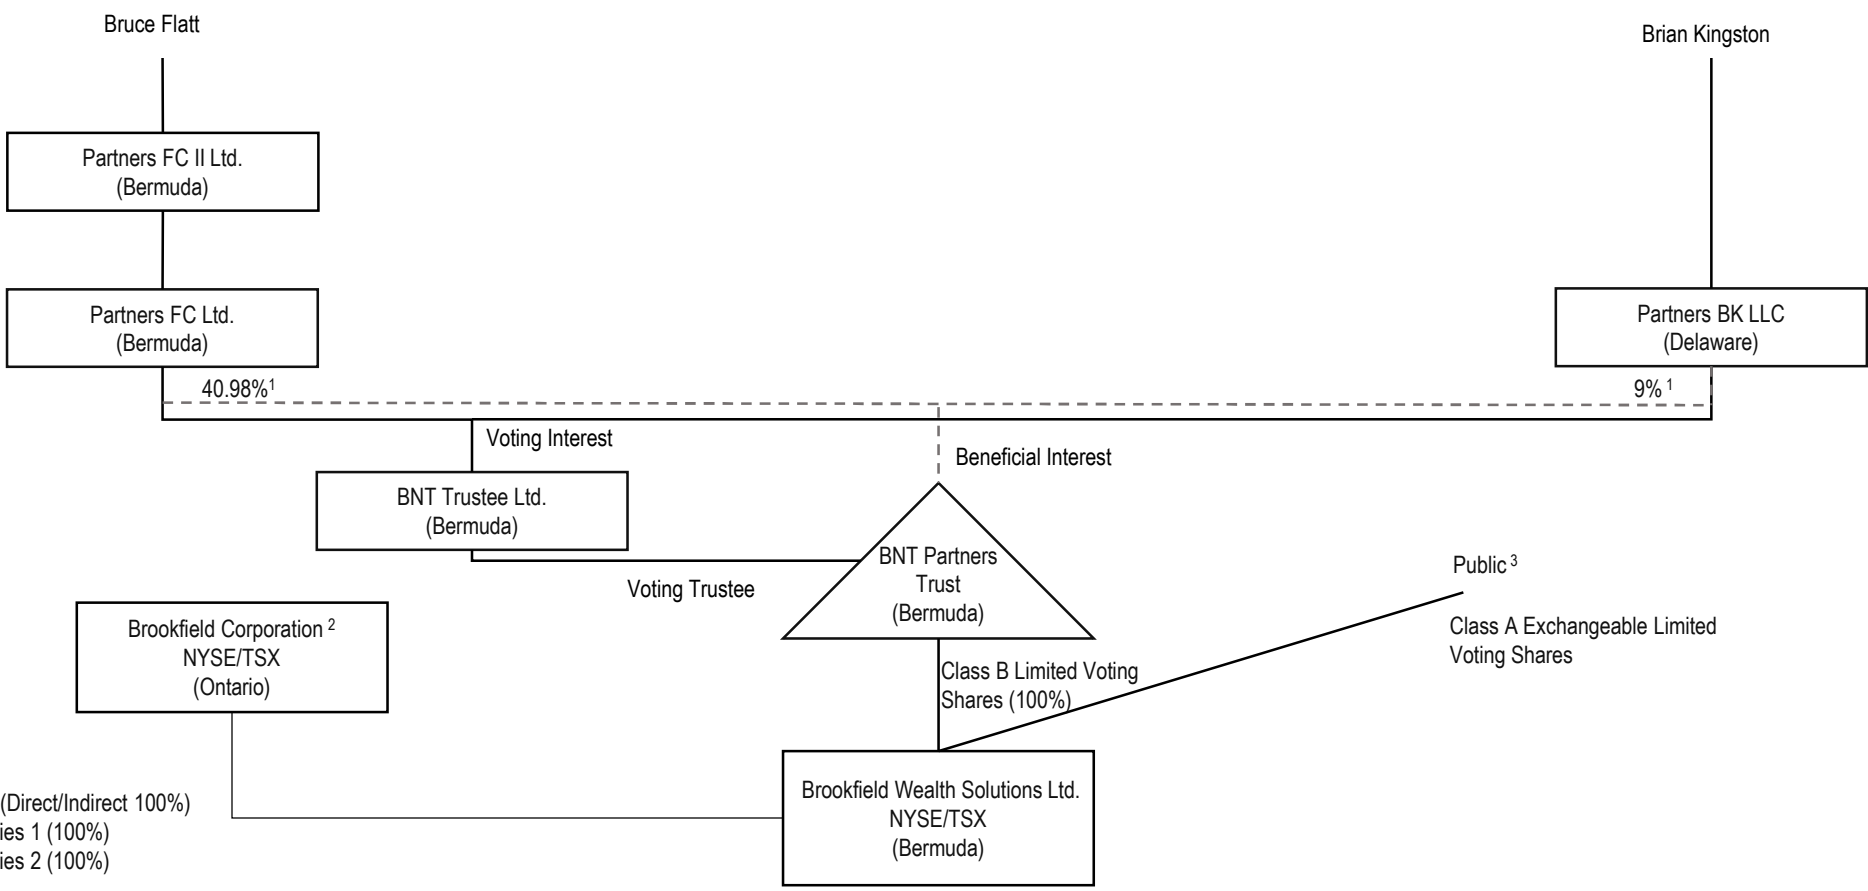 Bruce Flatt
Brian Kingston
Partners FC II Ltd.
(Bermuda)
Partners FC Ltd.
(Bermuda)
Partners BK LLC
(Delaware)
40.98%¹
9% ¹
Voting Interest
Beneficial Interest
BNT Trustee Ltd.
(Bermuda)
Voting Trustee
BNT Partners
Trust
(Bermuda)
Public ³
Class A Exchangeable Limited
Voting Shares
Brookfield Corporation ²
NYSE/TSX
(Ontario)
Class B Limited Voting
Shares (100%)
Brookfield Wealth Solutions Ltd.
NYSE/TSX
(Bermuda)
(Direct/Indirect 100%)
1 (100%)
2 (100%)